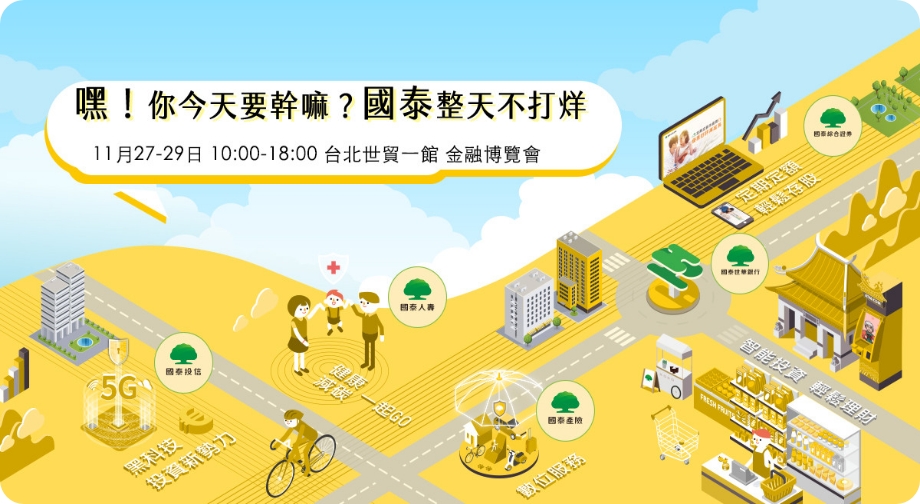 嘿！你今天要幹嘛？國泰整天不打烊
11月27-29日 10:00-18:00 台北世貿一館 金融博覽會
國泰綜合證券
定期定額
輕鬆存股
國泰世華銀行
國泰人壽
健康
減碳 一起GO
國泰投信
5G
黑科技
投資新勢力
國泰產險
數位服務
智能投資 輕鬆理財
FRESH FRUITS